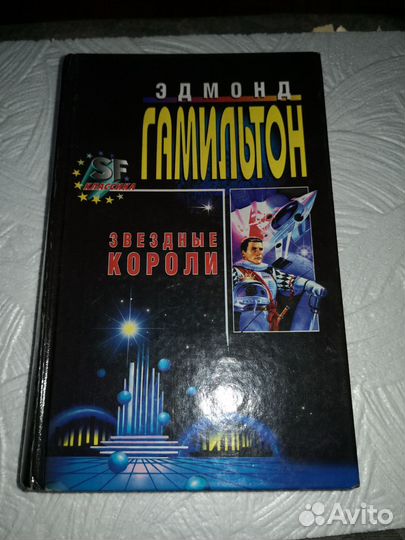 ЭДМОНД
ГАМИЛЬТОН
SF
КЛАССИКА
ЗВЕЗДНЫЕ
КОРОЛИ
Avito